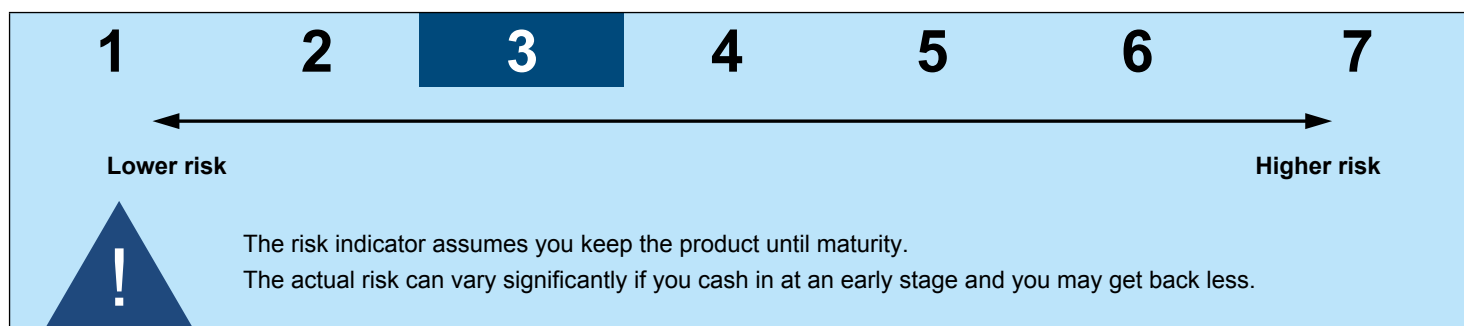 1 2 3 4 5 6 7
Lower risk Higher risk
!
The risk indicator assumes you keep the product until maturity.
The actual risk can vary significantly if you cash in at an early stage and you may get back less.